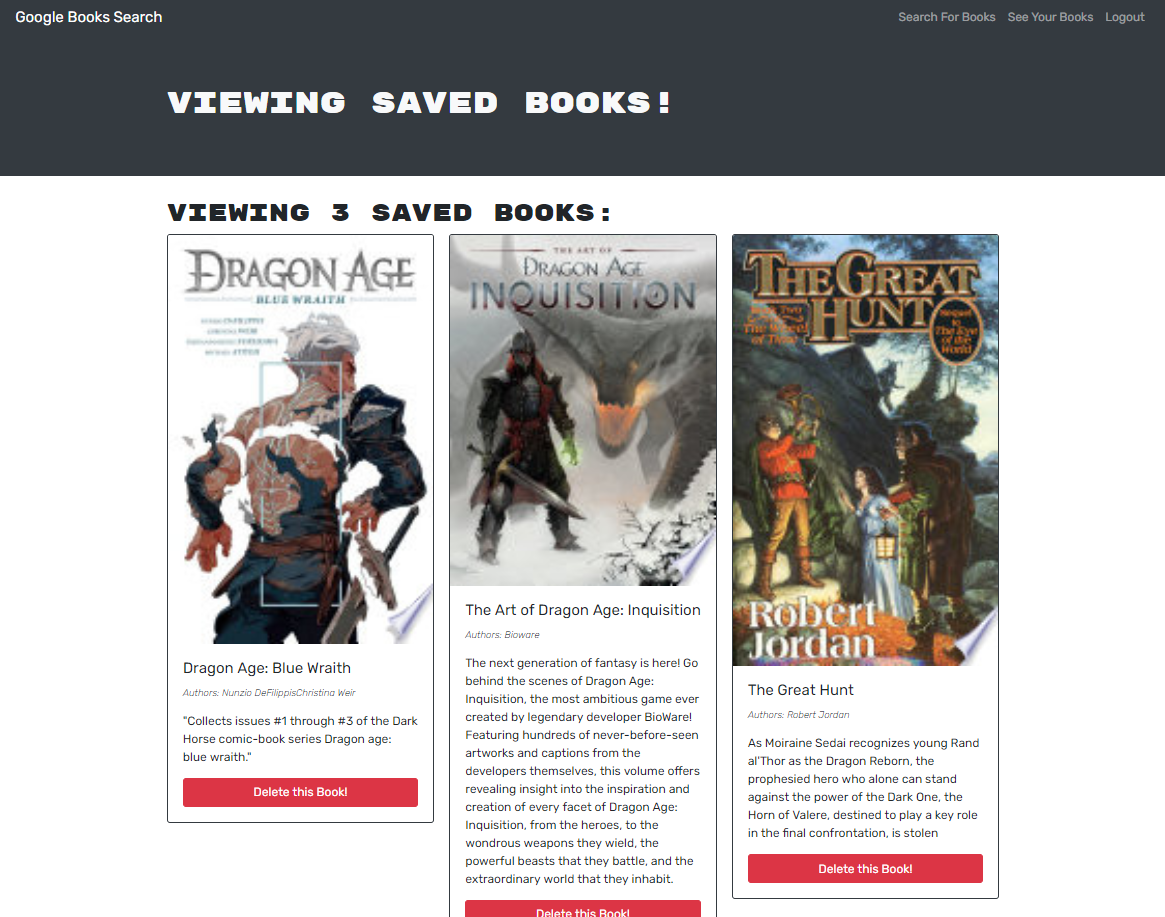 Google Books Search
Search For Books See Your Books Logout
VIEWING SAVED BOOKS!
VIEWING 3 SAVED BOOKS:
DRAGON AGE
BLUE WRAITH
Dragon Age: Blue Wraith
Authors: Nunzio DeFilippisChristina Weir
"Collects issues #1 through #3 of the Dark
Horse comic-book series Dragon age:
blue wraith."
Delete this Book!
THE ART OF
DRAGON AGE
INQUISITION
The Art of Dragon Age: Inquisition
Authors: Bioware
The next generation of fantasy is here! Go
behind the scenes of Dragon Age:
Inquisition, the most ambitious game ever
created by legendary developer BioWare!
Featuring hundreds of never-before-seen
artworks and captions from the
developers themselves, this volume offers
revealing insight into the inspiration and
creation of every facet of Dragon Age:
Inquisition, from the heroes, to the
wondrous weapons they wield, the
powerful beasts that they battle, and the
extraordinary world that they inhabit.
Delete this Book!
THE GREAT
HUNT
Book Two
The Wheel
of Time
Sequel
to
The Eye
of the
World
Robert
Jordan
The Great Hunt
Authors: Robert Jordan
As Moiraine Sedai recognizes young Rand
al'Thor as the Dragon Reborn, the
prophesied hero who alone can stand
against the power of the Dark One, the
Horn of Valere, destined to play a key role
in the final confrontation, is stolen
Delete this Book!